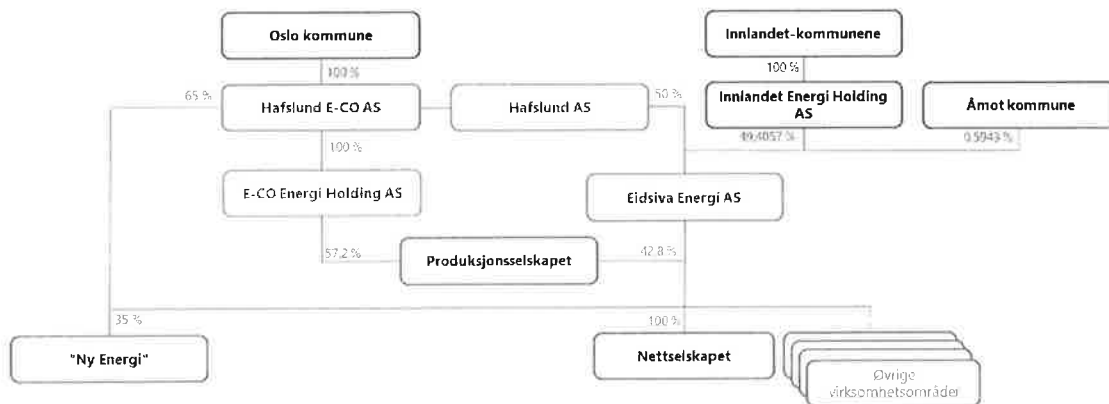 Oslo kommune
Innlandet-kommunene
100 %
100 %
65 %
Hafslund E-CO AS
Hafslund AS
50 %
Innlandet Energi Holding
AS
Åmot kommune
100 %
49,4057 %
0,5943 %
E-CO Energi Holding AS
Eidsiva Energi AS
57,2 %
Produksjonsselskapet
42,8 %
35 %
100 %
"Ny Energi"
Nettselskapet
Øvrige
virksomhetsområder